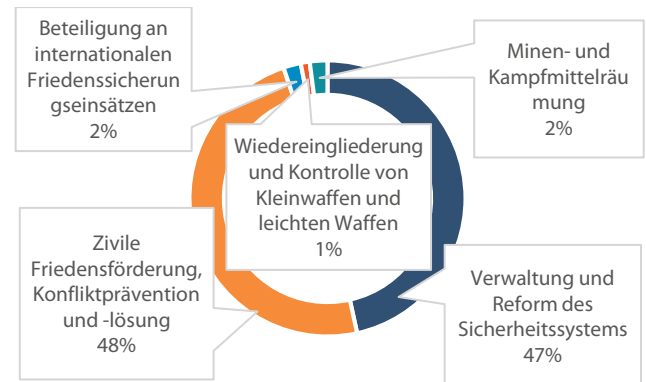 Beteiligung an
internationalen
Friedenssicherun
gseinsätzen
2%
Minen- und
Kampfmittelräu
mung
2%
Wiedereingliederung
und Kontrolle von
Kleinwaffen und
leichten Waffen
1%
Zivile
Friedensförderung,
Konfliktprävention
und -lösung
48%
Verwaltung und
Reform des
Sicherheitssystems
47%